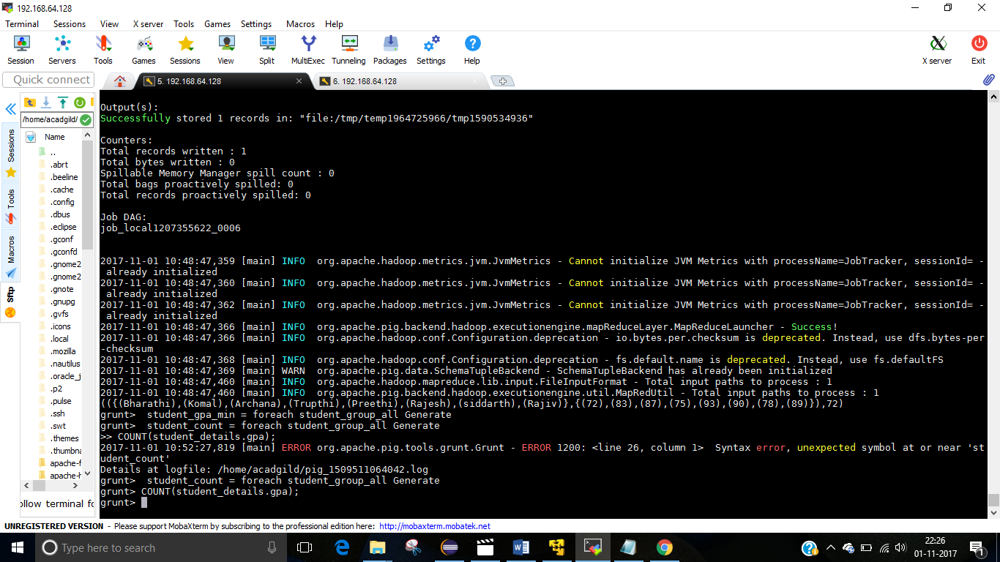 192.168.64.128
Terminal Sessions View X server Tools Games Settings Macros Help
Session Servers Tools Games Sessions View Split MultiExec Tunneling Packages Settings Help X server Exit
Quick connect
5. 192.168.64.128
6. 192.168.64.128
/home/acadgild/
Name
..
.abrt
.beeline
.cache
.config
.dbus
.eclipse
.gconf
.gconfd
.gnome2
.gnome2
.gnote
.gnupg
.gvfs
.icons
.local
.mozilla
.nautilus
.oracle_j
.p2
.pulse
.ssh
.swt
.themes
.thumbna
apache-f
apache-h
ollow terminal fo
Sessions
Tools
Macros
Sftp
Output(s):
Successfully stored 1 records in: "file:/tmp/temp1964725966/tmp1590534936"
Counters:
Total records written : 1
Total bytes written : 0
Spillable Memory Manager spill count : 0
Total bags proactively spilled: 0
Total records proactively spilled: 0
Job DAG:
job_local1207355622_0006
2017-11-01 10:48:47,359 [main] INFO  org.apache.hadoop.metrics.jvm.JvmMetrics - Cannot initialize JVM Metrics with processName=JobTracker, sessionId= -
already initialized
2017-11-01 10:48:47,360 [main] INFO  org.apache.hadoop.metrics.jvm.JvmMetrics - Cannot initialize JVM Metrics with processName=JobTracker, sessionId= -
already initialized
2017-11-01 10:48:47,362 [main] INFO  org.apache.hadoop.metrics.jvm.JvmMetrics - Cannot initialize JVM Metrics with processName=JobTracker, sessionId= -
already initialized
2017-11-01 10:48:47,366 [main] INFO  org.apache.pig.backend.hadoop.executionengine.mapReduceLayer.MapReduceLauncher - Success!
2017-11-01 10:48:47,366 [main] INFO  org.apache.hadoop.conf.Configuration.deprecation - io.bytes.per.checksum is deprecated. Instead, use dfs.bytes-per
-checksum
2017-11-01 10:48:47,368 [main] INFO  org.apache.hadoop.conf.Configuration.deprecation - fs.default.name is deprecated. Instead, use fs.defaultFS
2017-11-01 10:48:47,369 [main] WARN  org.apache.pig.data.SchemaTupleBackend - SchemaTupleBackend has already been initialized
2017-11-01 10:48:47,460 [main] INFO  org.apache.hadoop.mapreduce.lib.input.FileInputFormat - Total input paths to process : 1
2017-11-01 10:48:47,460 [main] INFO  org.apache.pig.backend.hadoop.executionengine.util.MapRedUtil - Total input paths to process : 1
(({(Bharathi),(Komal),(Archana),(Trupthi),(Preethi),(Rajesh),(siddarth),(Rajiv)},{(72),(83),(87),(75),(93),(90),(78),(89)}),72)
grunt>  student_gpa_min = foreach student_group_all Generate
grunt>  student_count = foreach student_group_all Generate
>> COUNT(student_details.gpa);
2017-11-01 10:52:27,819 [main] ERROR org.apache.pig.tools.grunt.Grunt - ERROR 1200: <line 26, column 1>  Syntax error, unexpected symbol at or near 'st
udent_count'
Details at logfile: /home/acadgild/pig_1509511064042.log
grunt>  student_count = foreach student_group_all Generate
grunt> COUNT(student_details.gpa);
grunt>
UNREGISTERED VERSION - Please support MobaXterm by subscribing to the professional edition here: http://mobaxterm.mobatek.net
Type here to search
22:26
01-11-2017
1